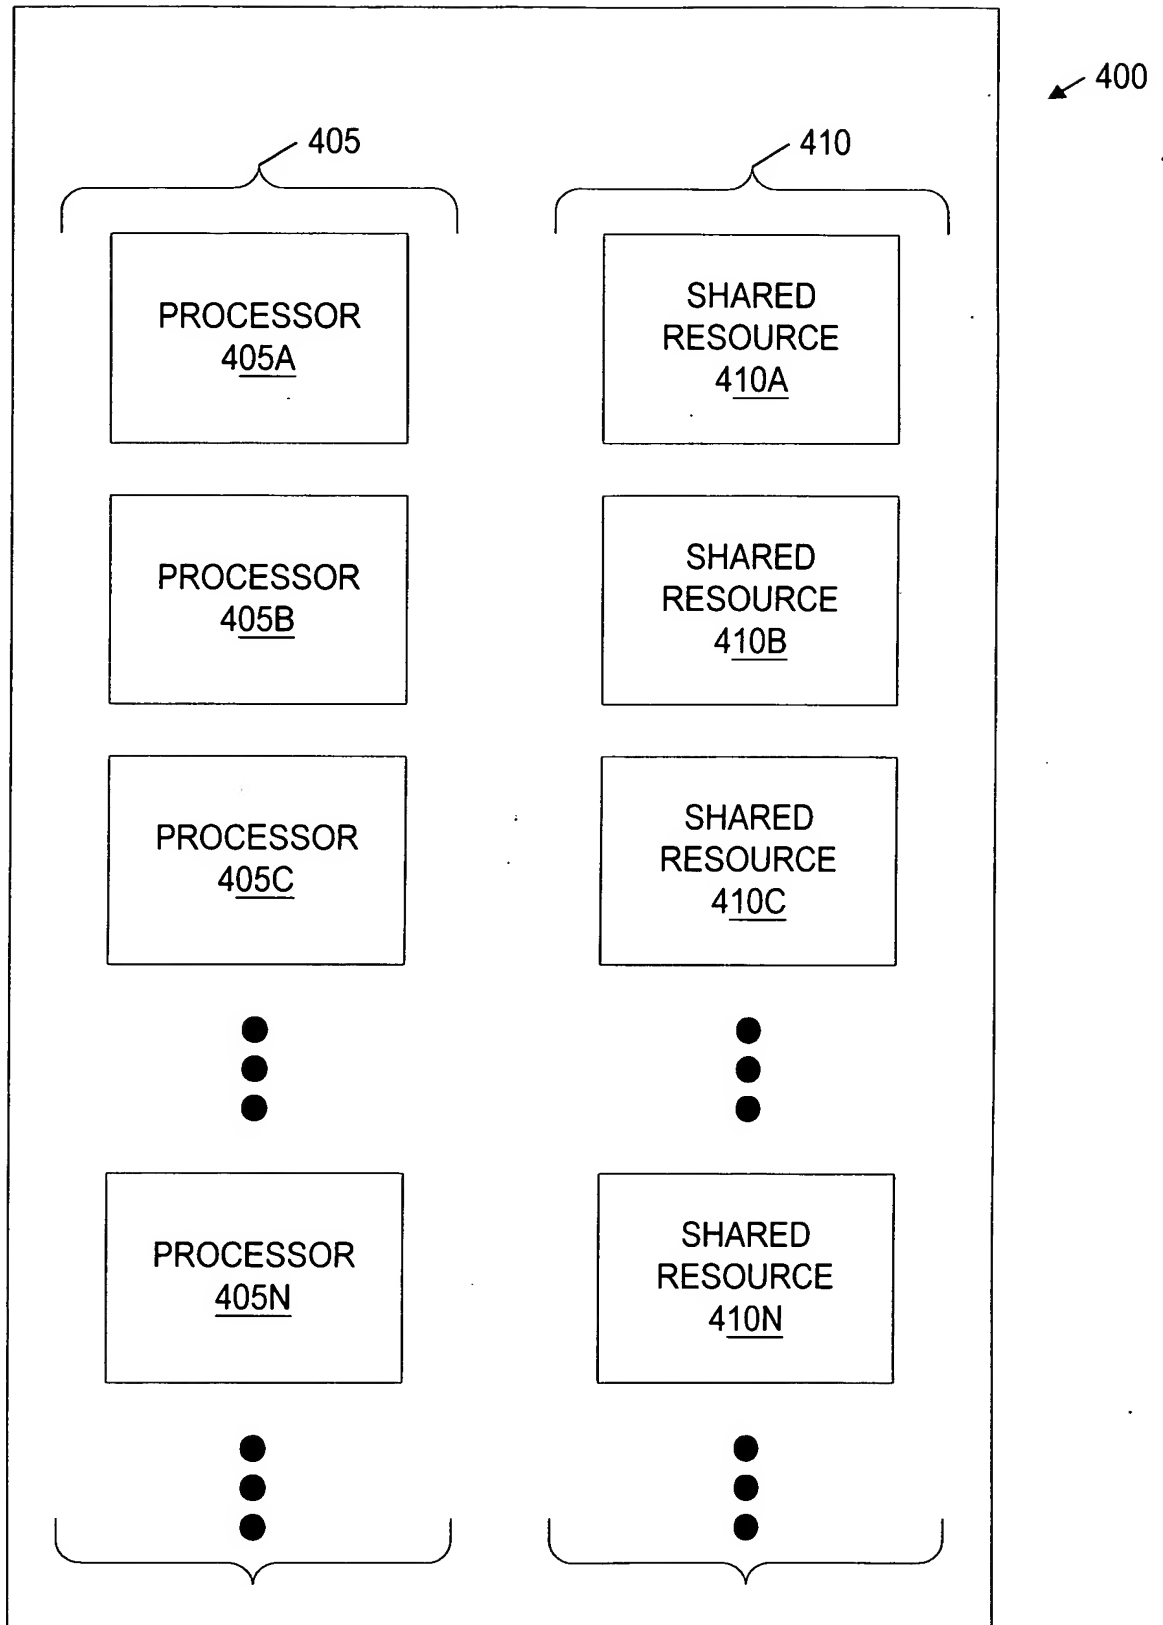 400
405
410
PROCESSOR
405A
SHARED
RESOURCE
410A
PROCESSOR
405B
SHARED
RESOURCE
410B
PROCESSOR
405C
SHARED
RESOURCE
410C
PROCESSOR
405N
SHARED
RESOURCE
410N